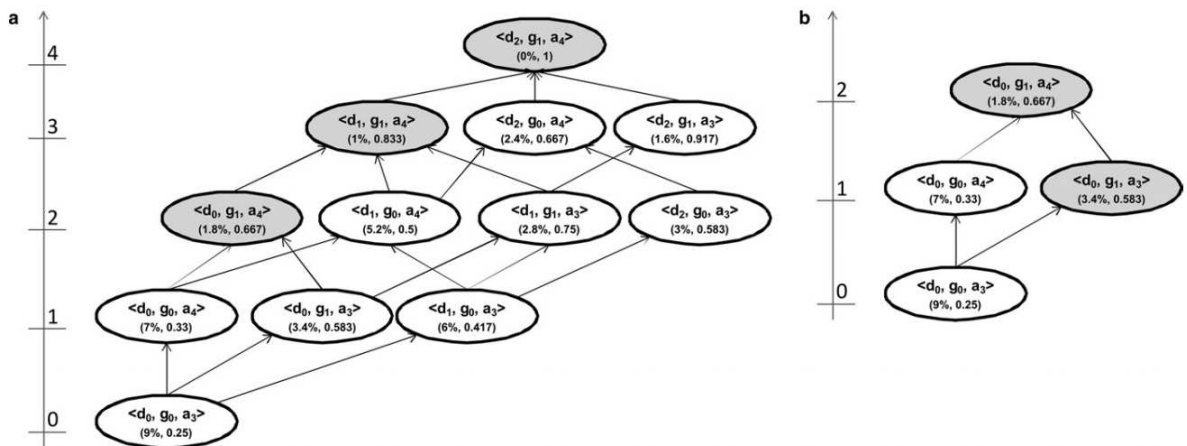 a
4
<d₂, g₁, a₄>
(0%, 1)
3
<d₁, g₁, a₄>
(1%, 0.833)
<d₂, g₀, a₄>
(2.4%, 0.667)
<d₂, g₁, a₃>
(1.6%, 0.917)
2
<d₀, g₁, a₄>
(1.8%, 0.667)
<d₁, g₀, a₄>
(5.2%, 0.5)
<d₁, g₁, a₃>
(2.8%, 0.75)
<d₂, g₀, a₃>
(3%, 0.583)
1
<d₀, g₀, a₄>
(7%, 0.33)
<d₀, g₁, a₃>
(3.4%, 0.583)
<d₁, g₀, a₃>
(6%, 0.417)
0
<d₀, g₀, a₃>
(9%, 0.25)
b
2
<d₀, g₁, a₄>
(1.8%, 0.667)
1
<d₀, g₀, a₄>
(7%, 0.33)
<d₀, g₁, a₃>
(3.4%, 0.583)
0
<d₀, g₀, a₃>
(9%, 0.25)